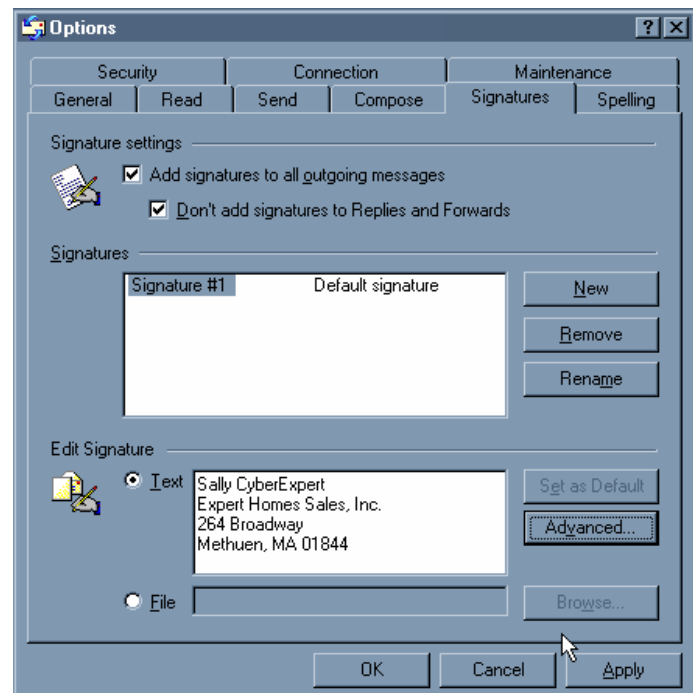 Options
Security Connection Maintenance
General Read Send Compose Signatures Spelling
Signature settings
Add signatures to all outgoing messages
Don't add signatures to Replies and Forwards
Signatures
Signature #1 Default signature
New
Remove
Rename
Edit Signature
Text
Sally CyberExpert
Expert Homes Sales, Inc.
264 Broadway
Methuen, MA 01844
Set as Default
Advanced...
File
Browse...
OK Cancel Apply